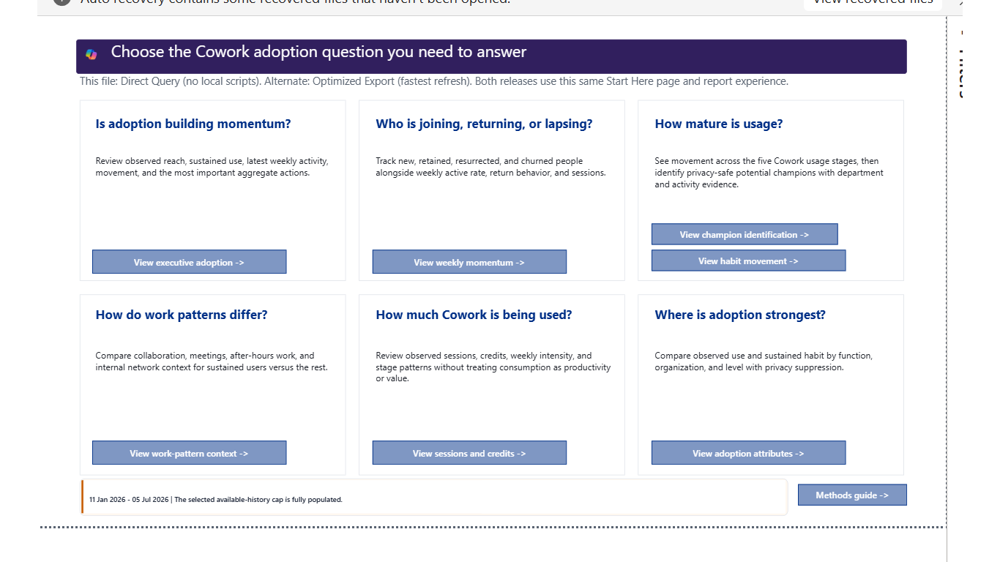 Auto recovery contains some recovered files that haven't been opened.
View recovered files
Choose the Cowork adoption question you need to answer
This file: Direct Query (no local scripts). Alternate: Optimized Export (fastest refresh). Both releases use this same Start Here page and report experience.
Is adoption building momentum?
Review observed reach, sustained use, latest weekly activity,
movement, and the most important aggregate actions.
View executive adoption ->
Who is joining, returning, or lapsing?
Track new, retained, resurrected, and churned people
alongside weekly active rate, return behavior, and sessions.
View weekly momentum ->
How mature is usage?
See movement across the five Cowork usage stages, then
identify privacy-safe potential champions with department
and activity evidence.
View champion identification ->
View habit movement ->
How do work patterns differ?
Compare collaboration, meetings, after-hours work, and
internal network context for sustained users versus the rest.
View work-pattern context ->
How much Cowork is being used?
Review observed sessions, credits, weekly intensity, and
stage patterns without treating consumption as productivity
or value.
View sessions and credits ->
Where is adoption strongest?
Compare observed use and sustained habit by function,
organization, and level with privacy suppression.
View adoption attributes ->
11 Jan 2026 - 05 Jul 2026 | The selected available-history cap is fully populated.
Methods guide ->